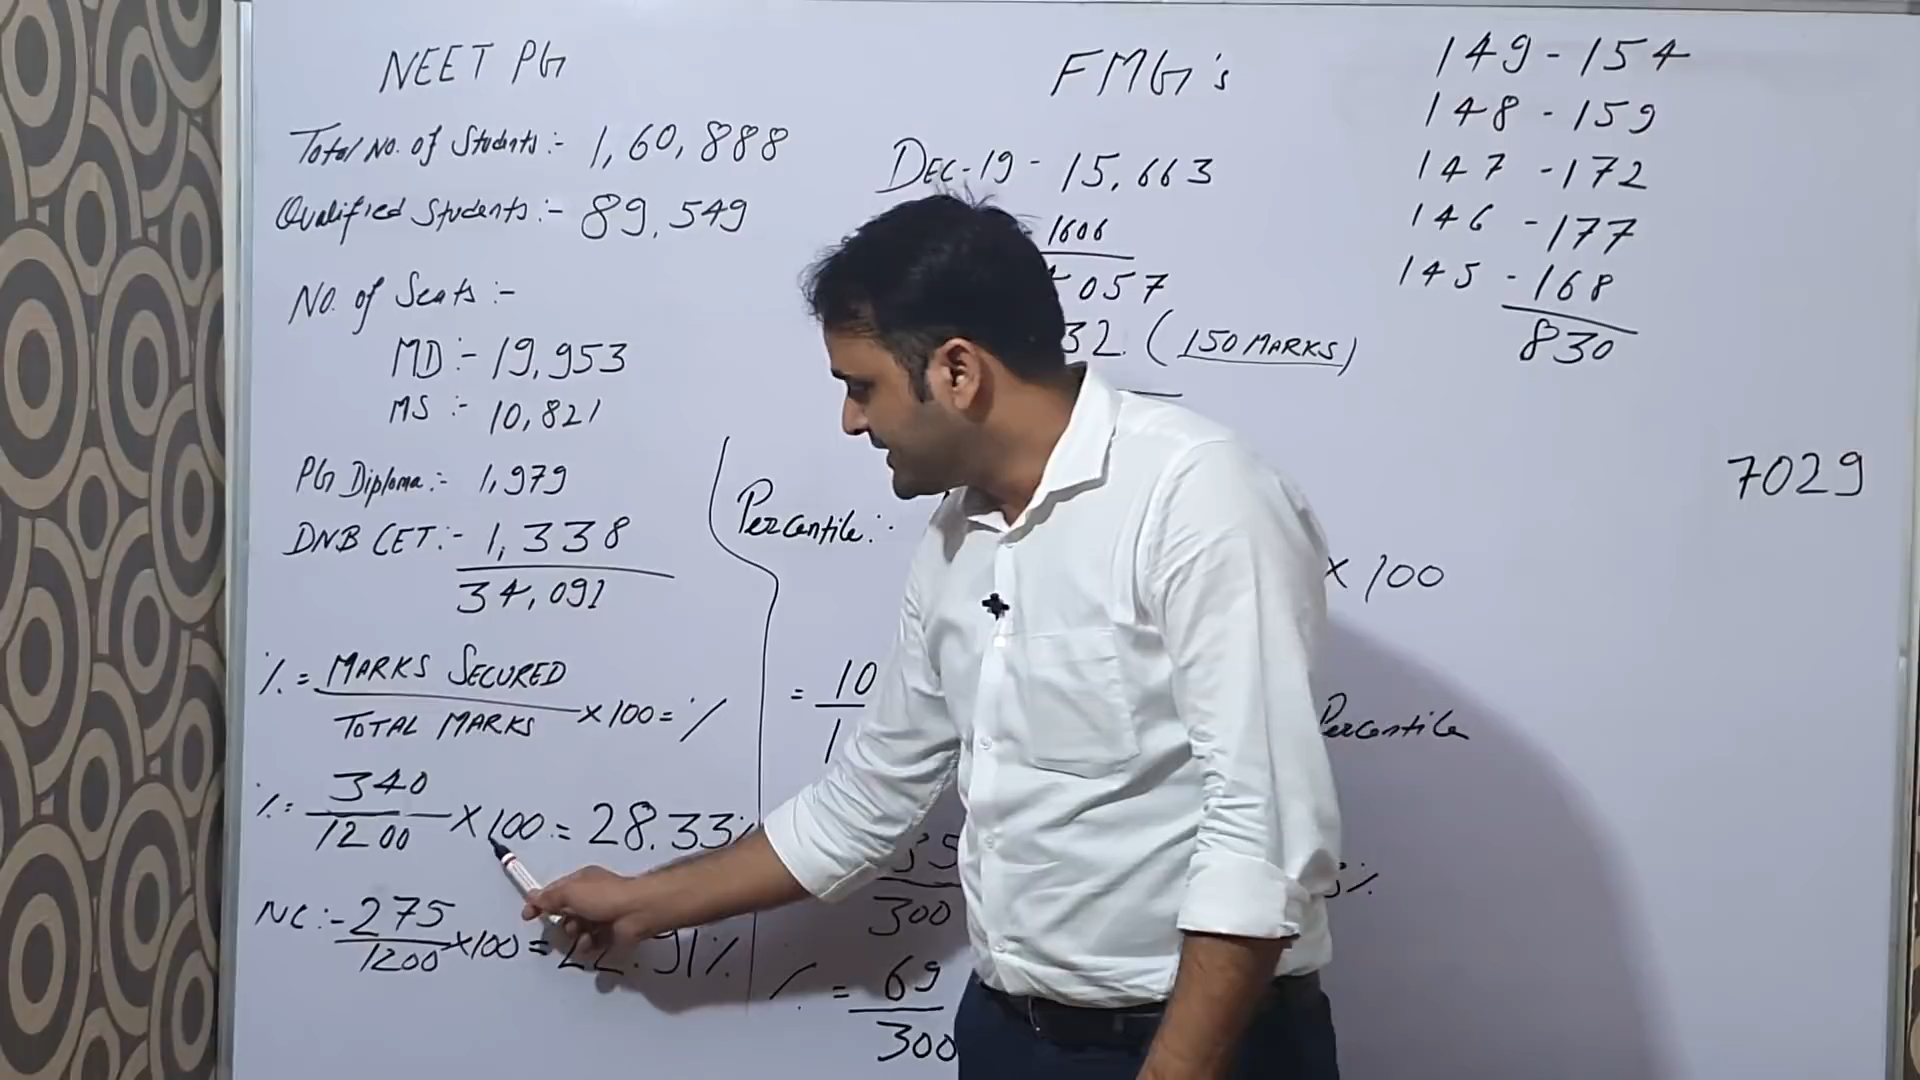 NEET PG
Total No. of Students :- 1,60,888
Qualified Students :- 89,549
No. of Seats :-
MD :- 19,953
MS :- 10,821
PG Diploma :- 1,979
DNB CET :- 1,338
34,091
% = MARKS SECURED
TOTAL MARKS ×100 = %
% = 340
1200 ×100 = 28.33%
NC :- 275
1200 ×100 = 22.91%
FMG's
DEC-19 - 15,663
1606
057
32 (150 MARKS)
Percentile :-
× 100
= 10
1
Percentile
35
300
%
% = 69
300
149 - 154
148 - 159
147 - 172
146 - 177
145 - 168
830
7029